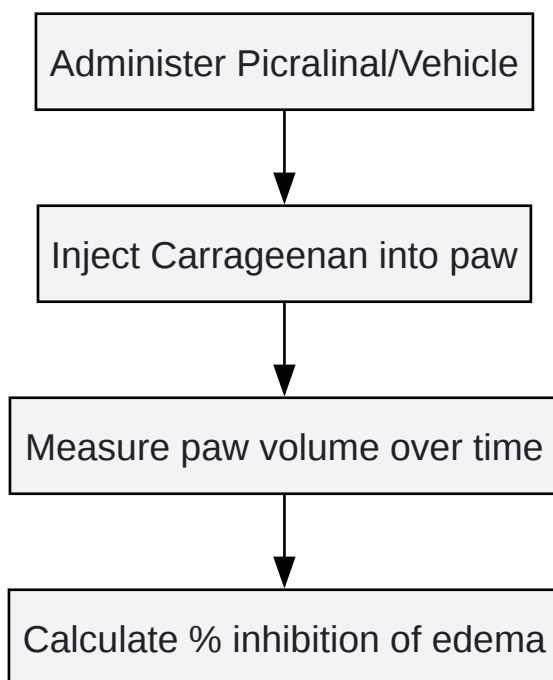 Administer Picralinal/Vehicle
Inject Carrageenan into paw
Measure paw volume over time
Calculate % inhibition of edema